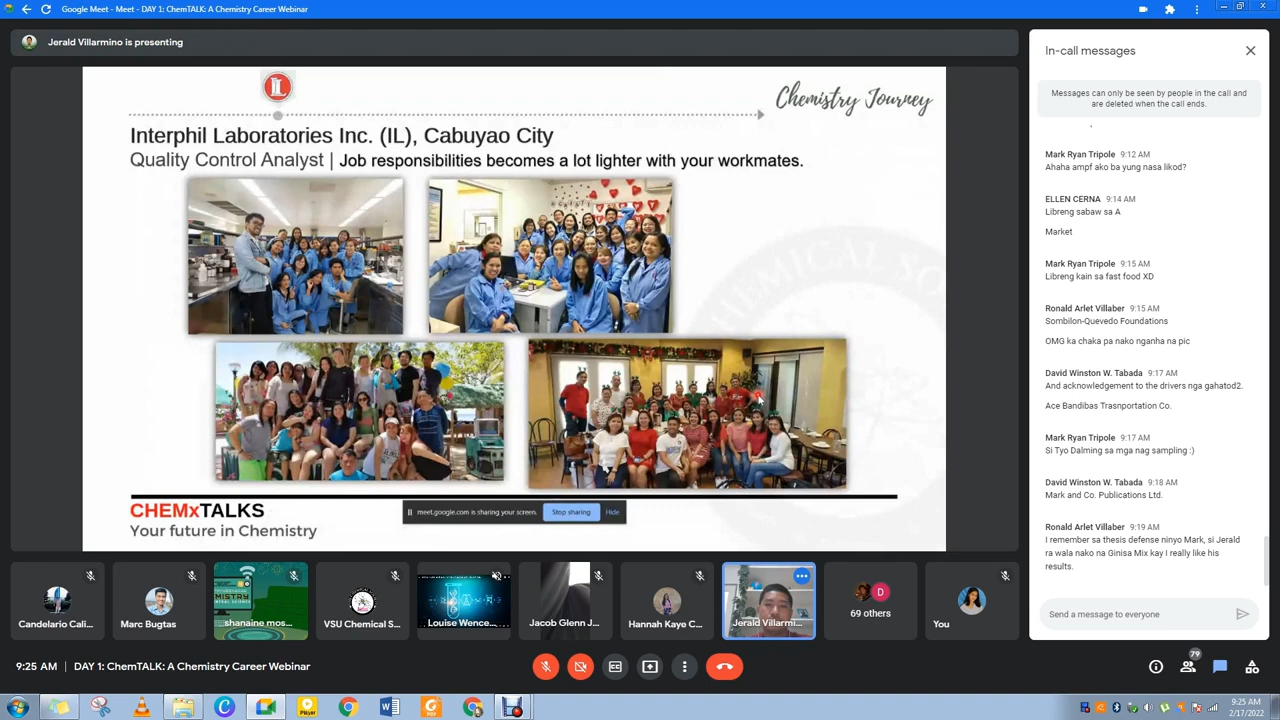 Google Meet - Meet - DAY 1: ChemTALK: A Chemistry Career Webinar
Jerald Villarmino is presenting
IL
Chemistry Journey
Interphil Laboratories Inc. (IL), Cabuyao City
Quality Control Analyst | Job responsibilities becomes a lot lighter with your workmates.
CHEMxTALKS
Your future in Chemistry
meet.google.com is sharing your screen.
Stop sharing
Hide
In-call messages
Messages can only be seen by people in the call and
are deleted when the call ends.
Mark Ryan Tripole 9:12 AM
Ahaha ampf ako ba yung nasa likod?
ELLEN CERNA 9:14 AM
Libreng sabaw sa A
Market
Mark Ryan Tripole 9:15 AM
Libreng kain sa fast food XD
Ronald Arlet Villaber 9:15 AM
Sombilon-Quevedo Foundations
OMG ka chaka pa nako nganha na pic
David Winston W. Tabada 9:17 AM
And acknowledgement to the drivers nga gahatod2.
Ace Bandibas Trasnportation Co.
Mark Ryan Tripole 9:17 AM
Si Tyo Dalming sa mga nag sampling :)
David Winston W. Tabada 9:18 AM
Mark and Co. Publications Ltd.
Ronald Arlet Villaber 9:19 AM
I remember sa thesis defense ninyo Mark, si Jerald
ra wala nako na Ginisa Mix kay I really like his
results.
Send a message to everyone
Candelario Cali...
Marc Bugtas
shanaine mos...
VSU Chemical S...
Louise Wence...
Jacob Glenn J...
Hannah Kaye C...
Jerald Villarmi...
D
69 others
You
9:25 AM | DAY 1: ChemTALK: A Chemistry Career Webinar
79
9:25 AM
2/17/2022